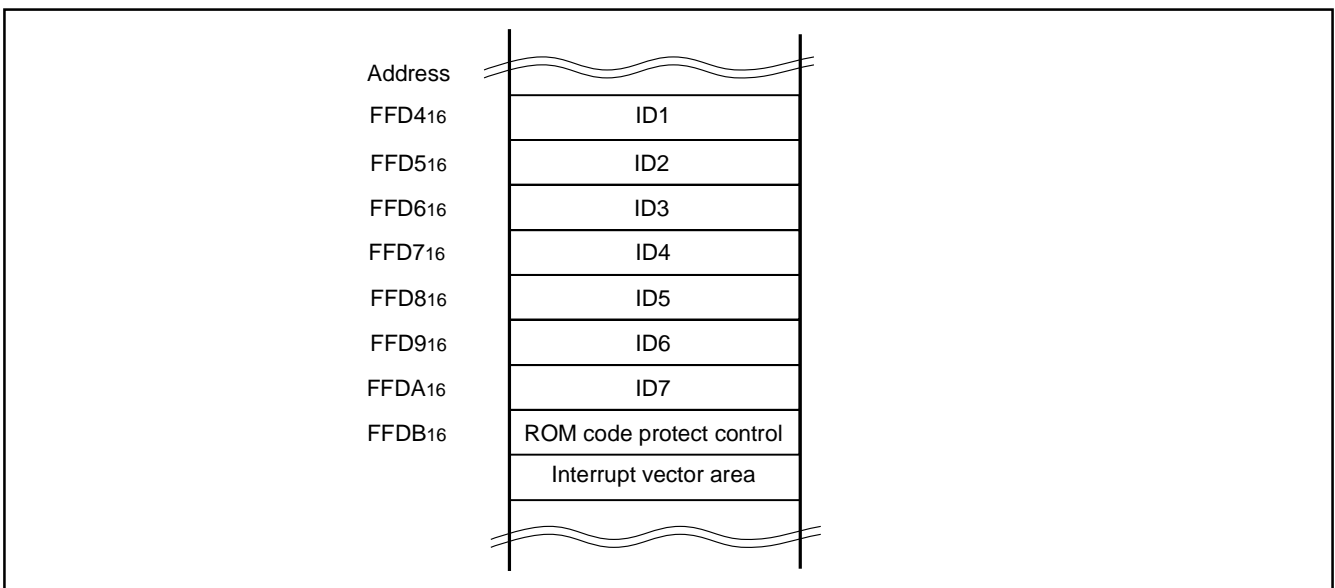 Address
FFD416 ID1
FFD516 ID2
FFD616 ID3
FFD716 ID4
FFD816 ID5
FFD916 ID6
FFDA16 ID7
FFDB16 ROM code protect control
Interrupt vector area